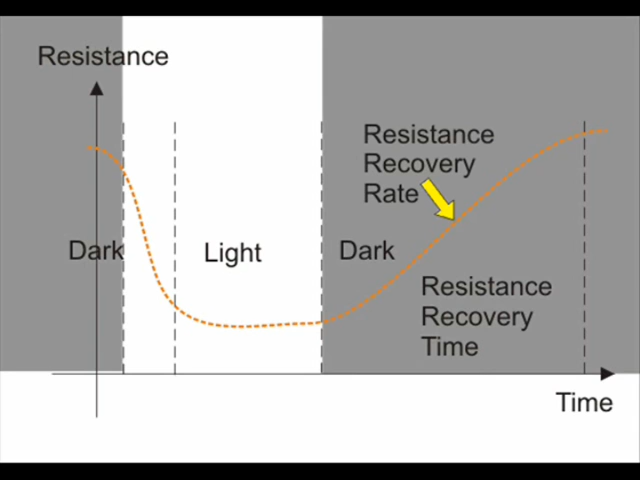 Resistance
Resistance
Recovery
Rate
Dark
Light
Dark
Resistance
Recovery
Time
Time